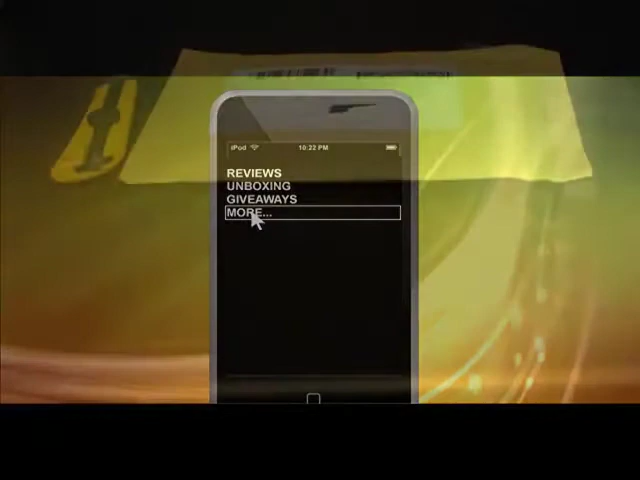 iPod 10:22 PM
REVIEWS
UNBOXING
GIVEAWAYS
MORE...